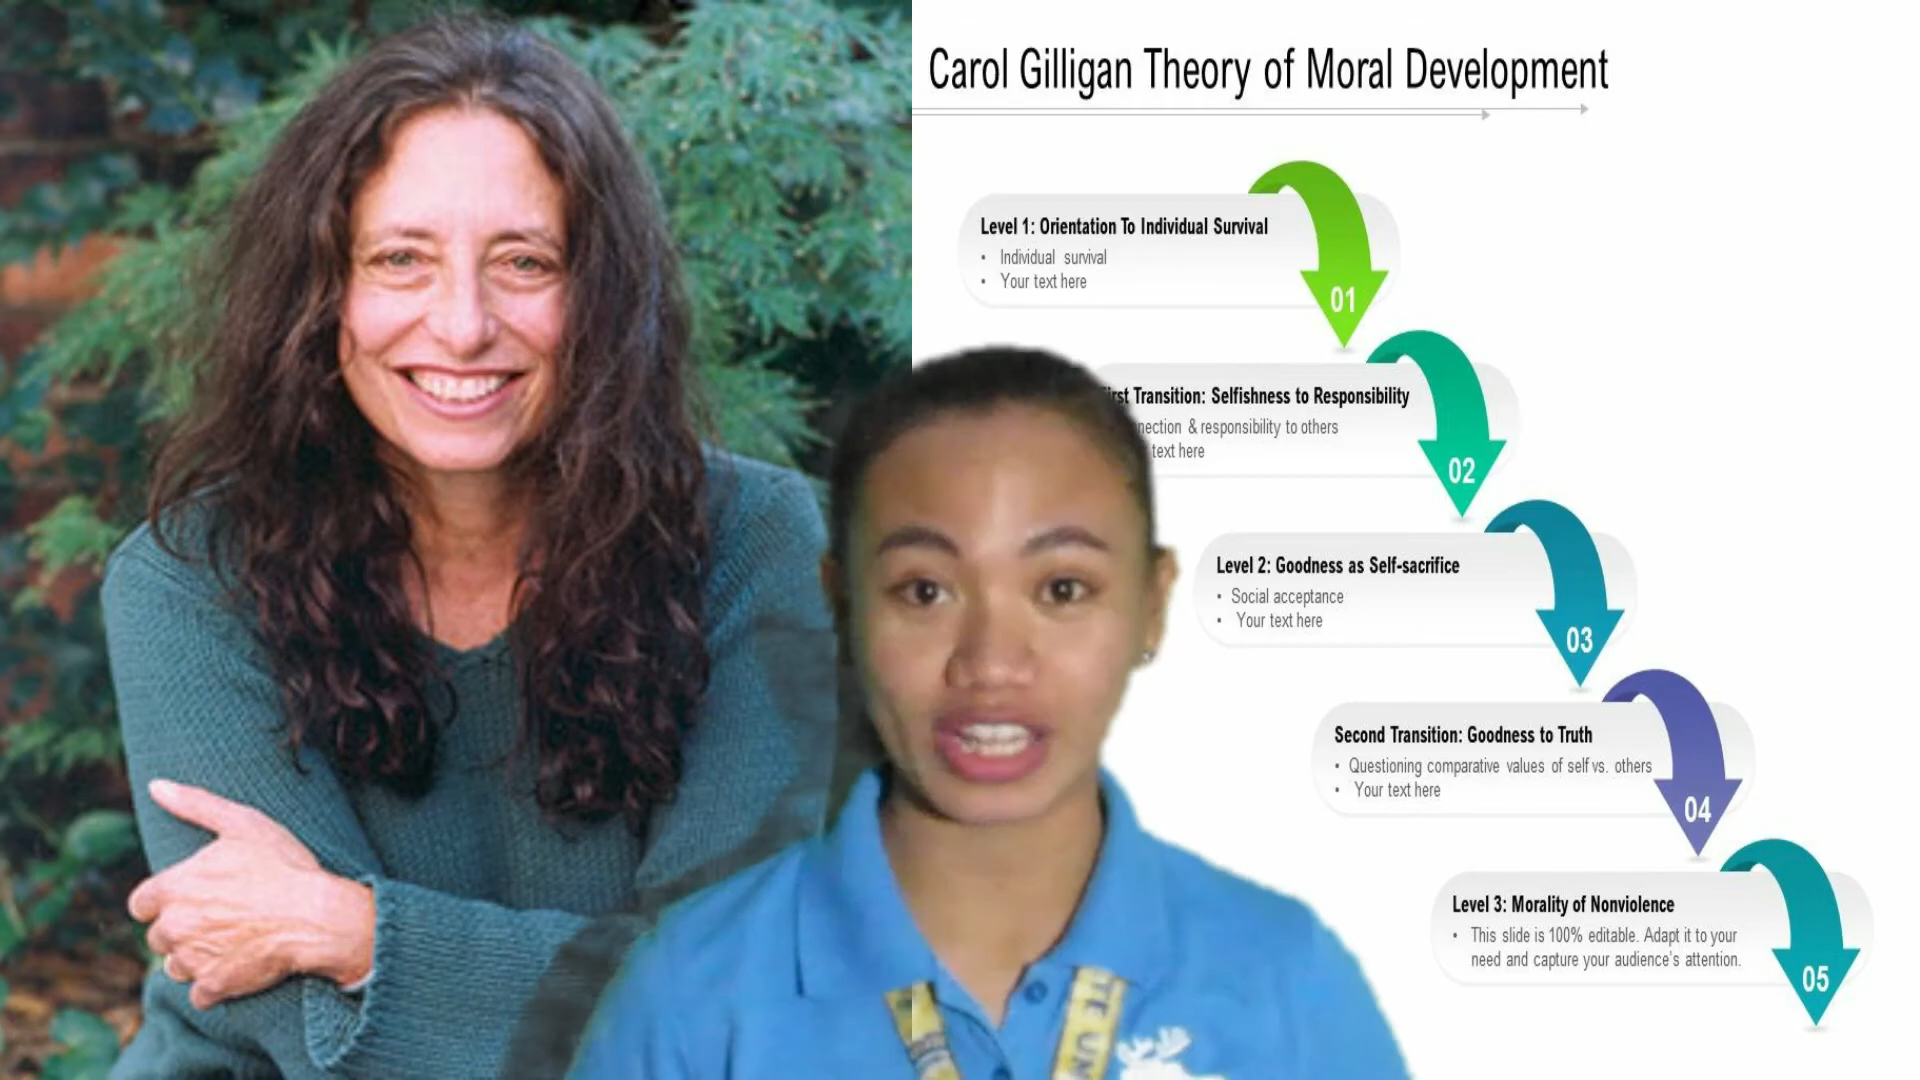 Carol Gilligan Theory of Moral Development
Level 1: Orientation To Individual Survival
• Individual survival
• Your text here
01
Transition: Selfishness to Responsibility
& responsibility to others
text here
02
Level 2: Goodness as Self-sacrifice
• Social acceptance
• Your text here
03
Second Transition: Goodness to Truth
• Questioning comparative values of self vs. others
• Your text here
04
Level 3: Morality of Nonviolence
• This slide is 100% editable. Adapt it to your
need and capture your audience's attention.
05